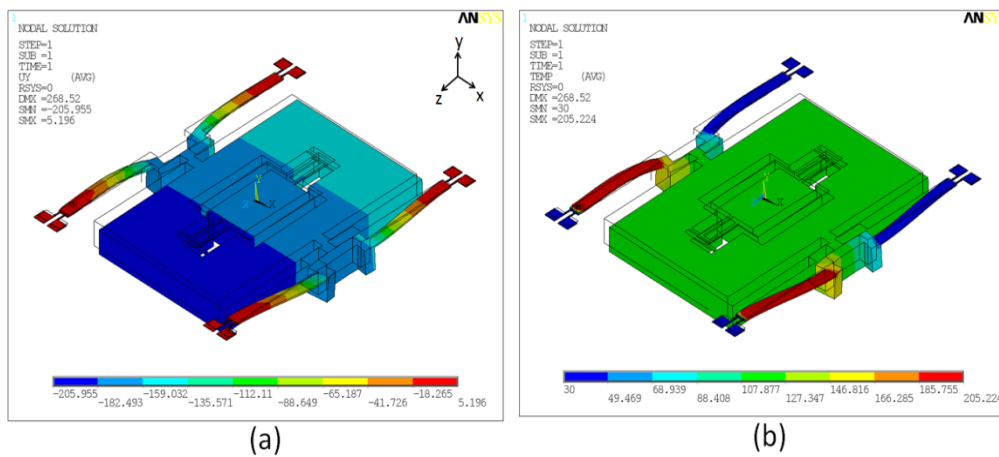 1
ANSYS
NODAL SOLUTION
STEP=1
SUB =1
TIME=1
UY (AVG)
RSYS=0
DMX =268.52
SMN =-205.955
SMX =5.196
y
z x
Y
Z X
-205.955 -159.032 -112.11 -65.187 -18.265
-182.493 -135.571 -88.649 -41.726 5.196
(a)
1
ANSYS
NODAL SOLUTION
STEP=1
SUB =1
TIME=1
TEMP (AVG)
RSYS=0
DMX =268.52
SMN =30
SMX =205.224
Y
Z X
30 68.939 107.877 146.816 185.755
49.469 88.408 127.347 166.285 205.224
(b)